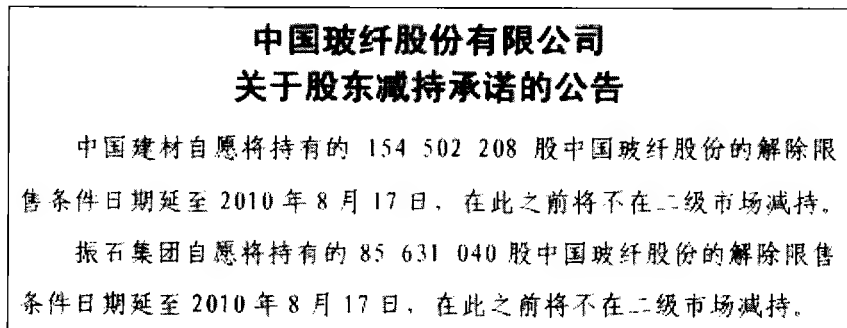 中国玻纤股份有限公司
关于股东减持承诺的公告
中国建材自愿将持有的 154 502 208 股中国玻纤股份的解除限
售条件日期延至 2010 年 8 月 17 日，在此之前将不在二级市场减持。
振石集团自愿将持有的 85 631 040 股中国玻纤股份的解除限售
条件日期延至 2010 年 8 月 17 日，在此之前将不在二级市场减持。